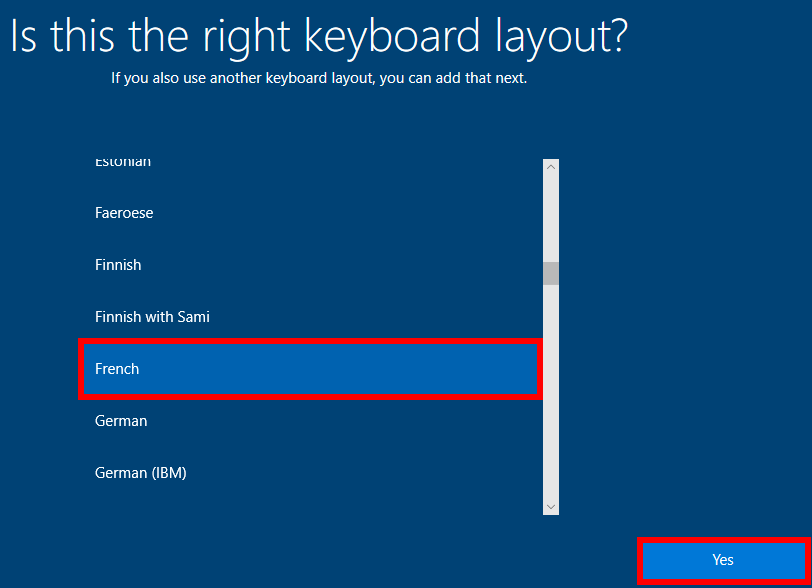 Is this the right keyboard layout?
If you also use another keyboard layout, you can add that next.
Estonian
Faeroese
Finnish
Finnish with Sami
French
German
German (IBM)
Yes